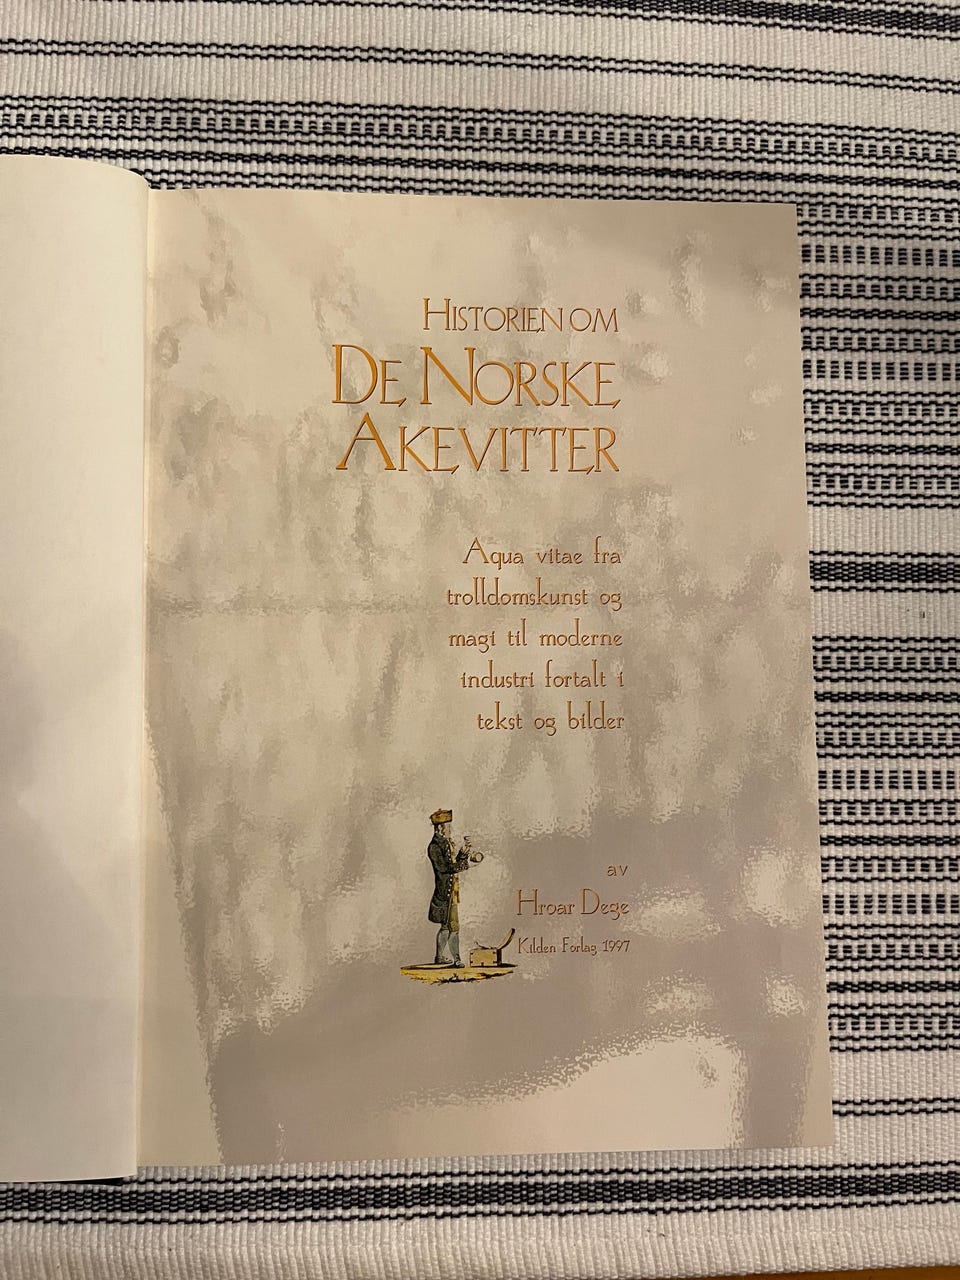 HISTORIEN OM
DE NORSKE
AKEVITTER
Aqua vitae fra
trolldomskunst og
magi til moderne
industri fortalt i
tekst og bilder
av
Hroar Dege
Kilden Forlag 1997